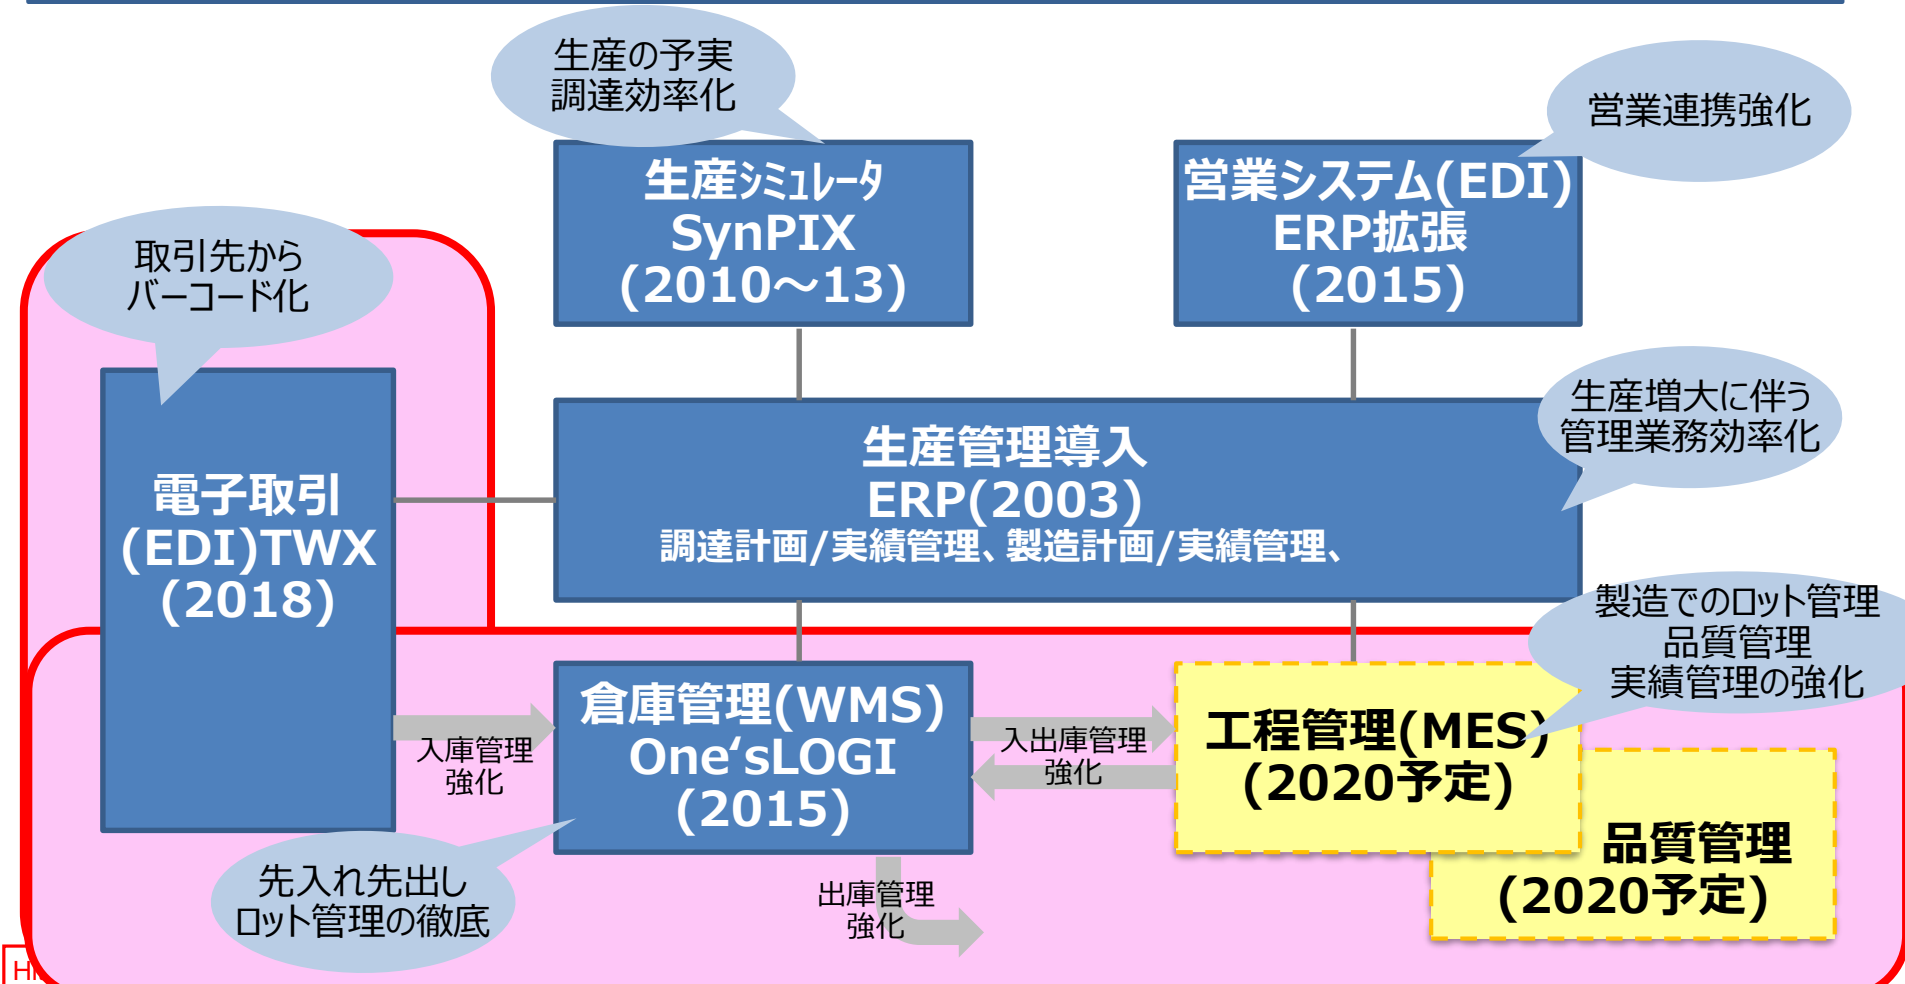 生産の予実
調達効率化
営業連携強化
生産シミュレータ
SynPIX
(2010～13)
営業システム(EDI)
ERP拡張
(2015)
取引先から
バーコード化
生産増大に伴う
管理業務効率化
電子取引
(EDI)TWX
(2018)
生産管理導入
ERP(2003)
調達計画/実績管理、製造計画/実績管理、
製造でのロット管理
品質管理
実績管理の強化
入庫管理
強化
倉庫管理(WMS)
One‘sLOGI
(2015)
入出庫管理
強化
工程管理(MES)
(2020予定)
品質管理
(2020予定)
先入れ先出し
ロット管理の徹底
出庫管理
強化